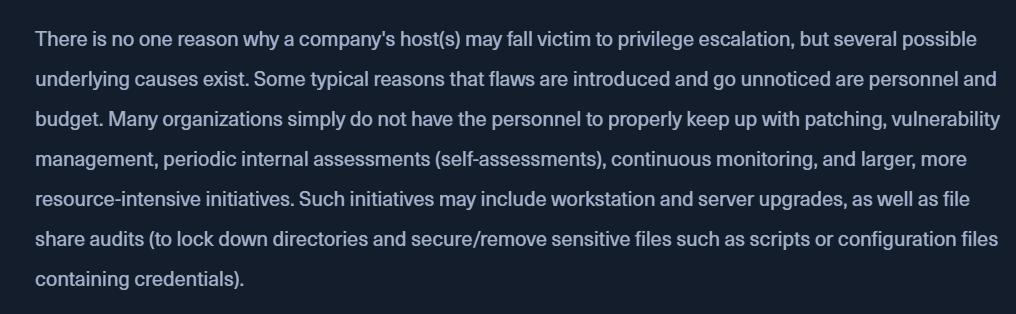 There is no one reason why a company's host(s) may fall victim to privilege escalation, but several possible
underlying causes exist. Some typical reasons that flaws are introduced and go unnoticed are personnel and
budget. Many organizations simply do not have the personnel to properly keep up with patching, vulnerability
management, periodic internal assessments (self-assessments), continuous monitoring, and larger, more
resource-intensive initiatives. Such initiatives may include workstation and server upgrades, as well as file
share audits (to lock down directories and secure/remove sensitive files such as scripts or configuration files
containing credentials).